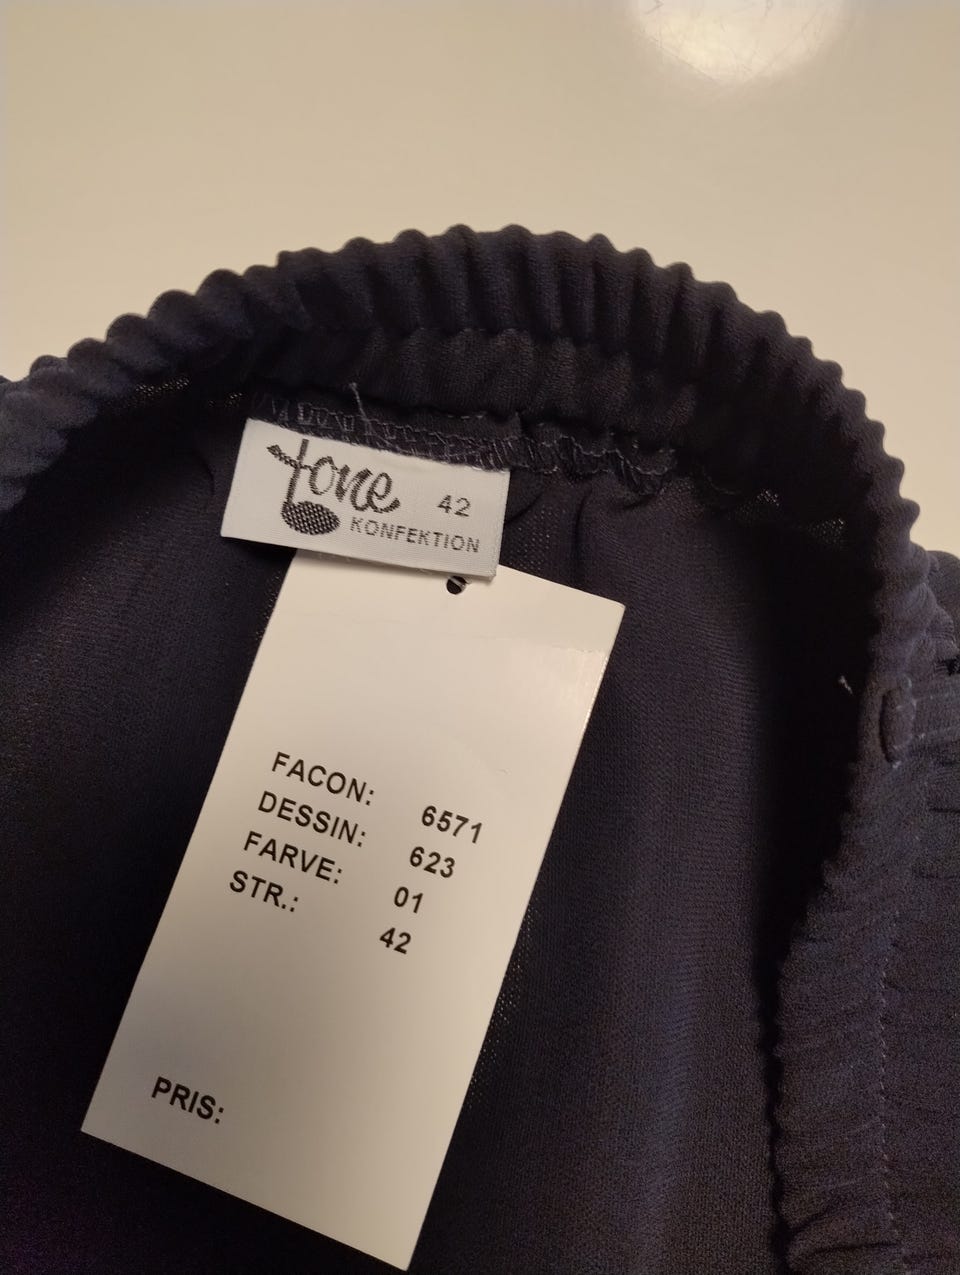 tone 42
KONFEKTION
FACON: 6571
DESSIN: 623
FARVE: 01
STR.: 42
PRIS: